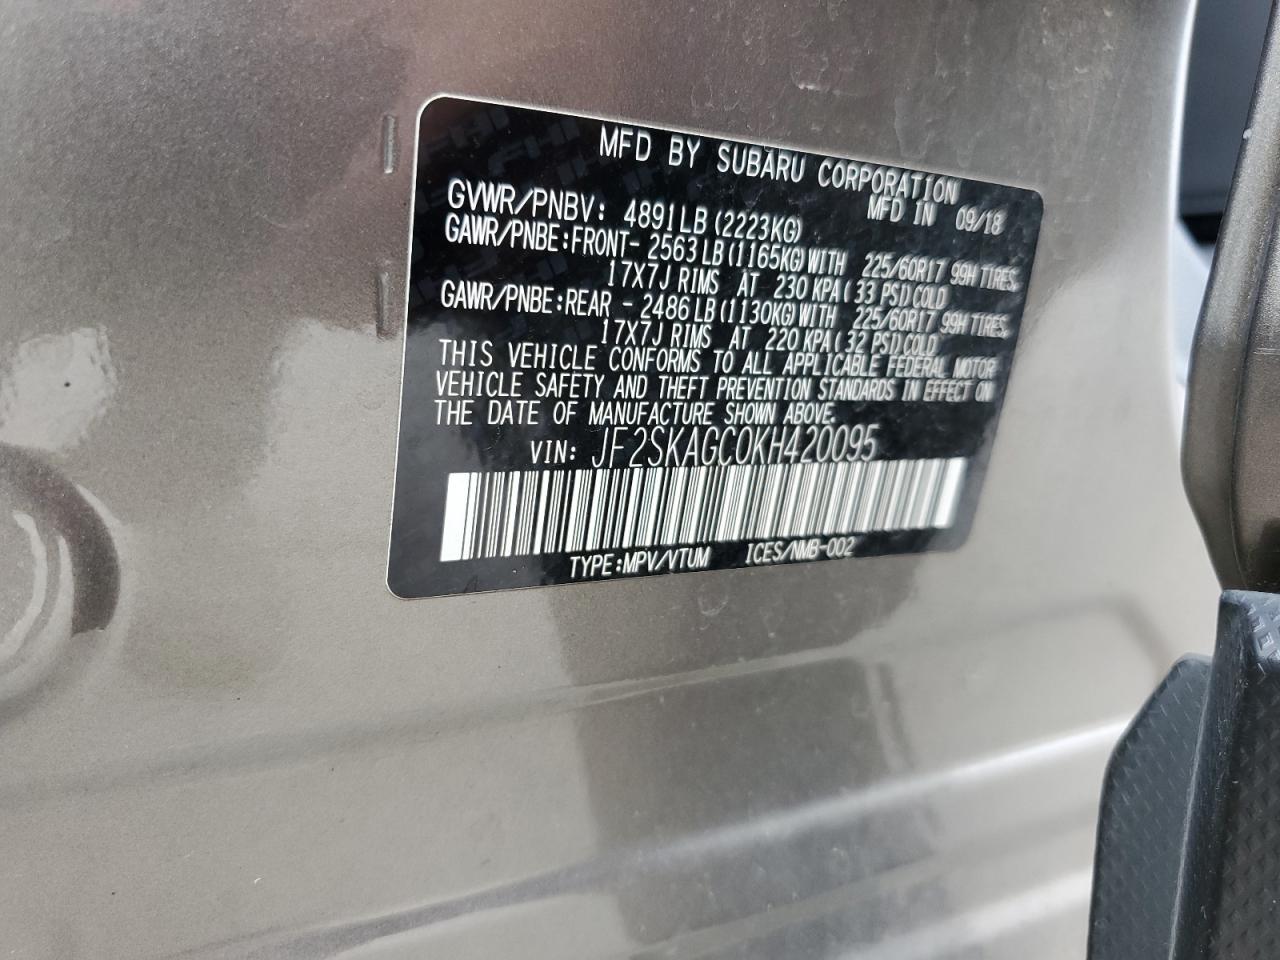 MFD BY SUBARU CORPORATION
MFD IN 09/18
GVWR/PNBV: 4891LB(2223KG)
GAWR/PNBE:FRONT- 2563LB(1165KG)WITH 225/60R17 99H TIRES,
17X7J RIMS AT 230 KPA( 33 PSI)COLD
GAWR/PNBE:REAR - 2486LB(1130KG)WITH 225/60R17 99H TIRES,
17X7J RIMS AT 220 KPA( 32 PSI)COLD
THIS VEHICLE CONFORMS TO ALL APPLICABLE FEDERAL MOTOR
VEHICLE SAFETY AND THEFT PREVENTION STANDARDS IN EFFECT ON
THE DATE OF MANUFACTURE SHOWN ABOVE.
VIN: JF2SKAGC0KH420095
TYPE:MPV/VTUM ICES/NMB-002